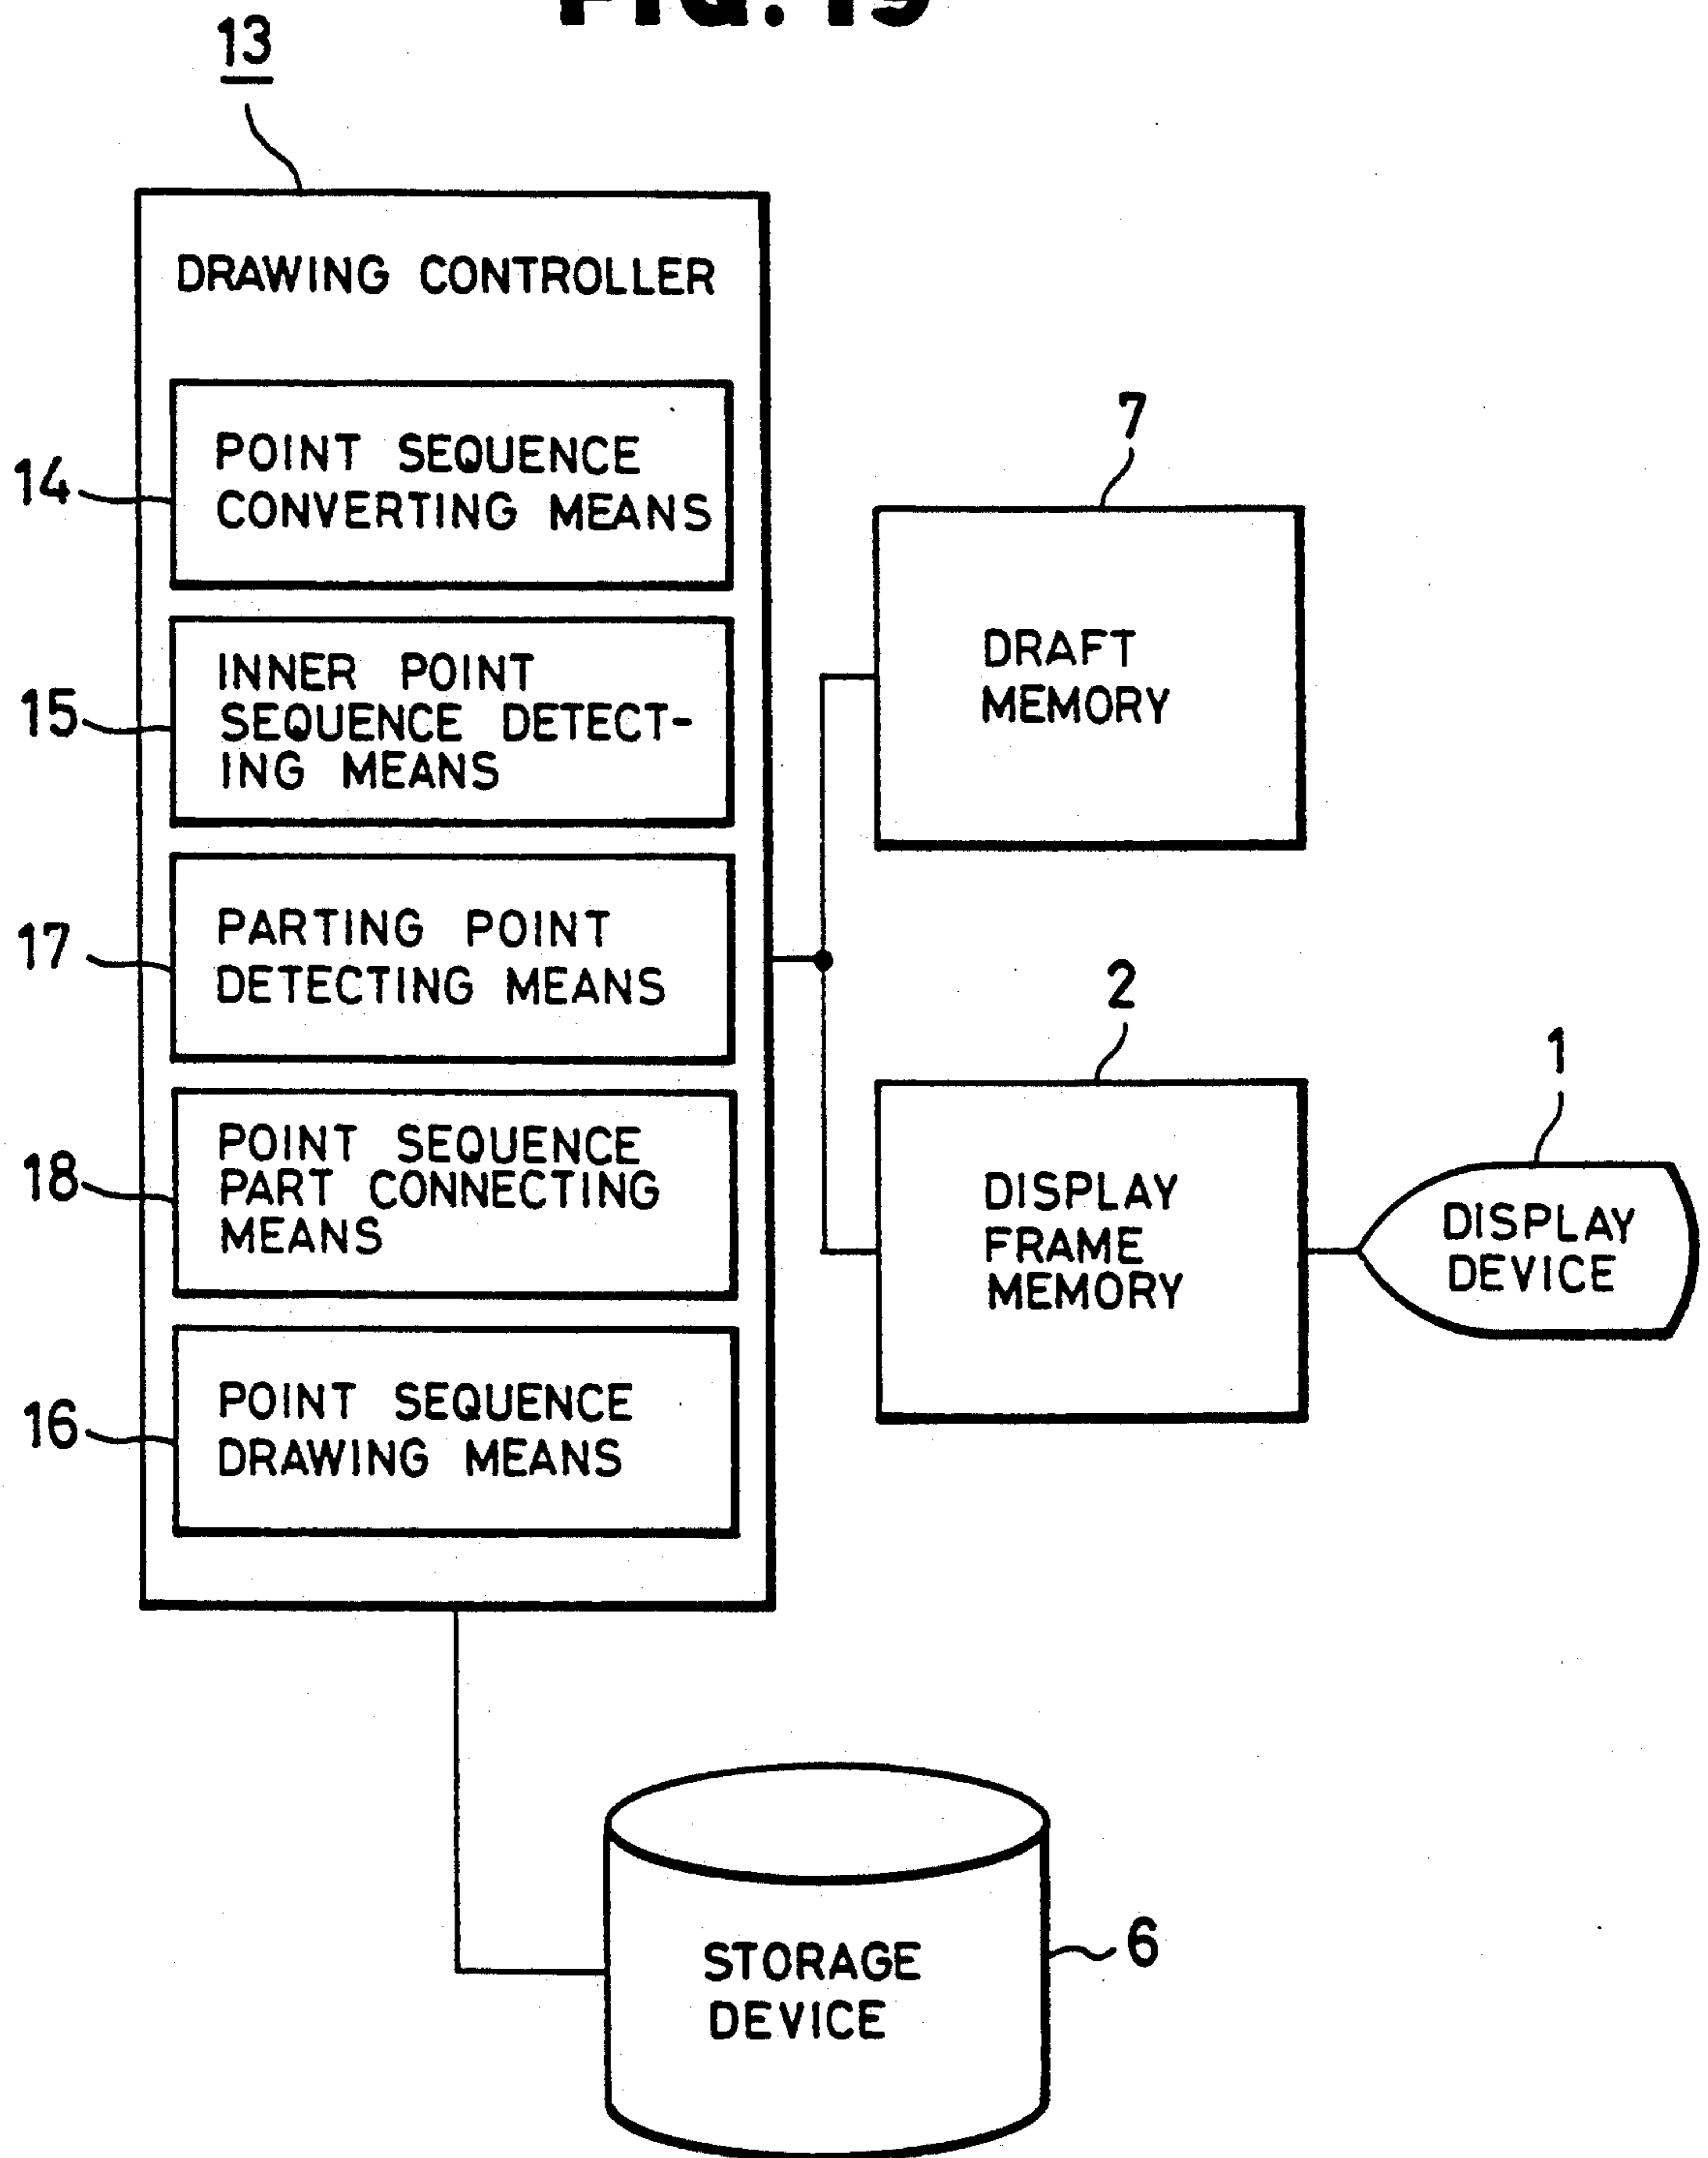 13
DRAWING CONTROLLER
14
POINT SEQUENCE
CONVERTING MEANS
15
INNER POINT
SEQUENCE DETECT-
ING MEANS
17
PARTING POINT
DETECTING MEANS
18
POINT SEQUENCE
PART CONNECTING
MEANS
16
POINT SEQUENCE
DRAWING MEANS
7
DRAFT
MEMORY
2
DISPLAY
FRAME
MEMORY
1
DISPLAY
DEVICE
6
STORAGE
DEVICE